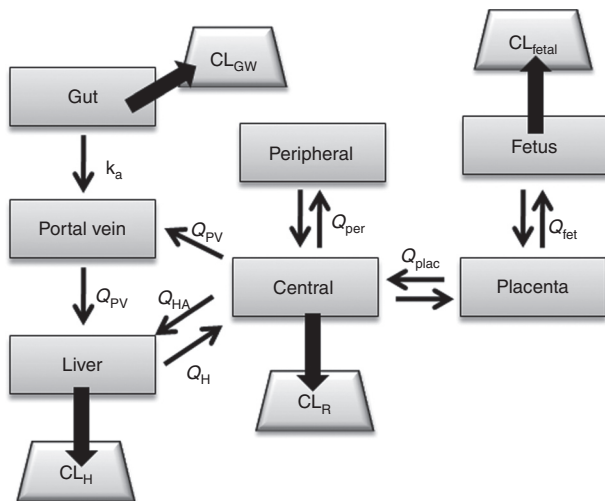 CL_GW
CL_fetal
Gut
Peripheral
Fetus
k_a
Portal vein
Q_PV
Q_per
Q_fet
Q_plac
Q_PV
Q_HA
Central
Placenta
Liver
Q_H
CL_R
CL_H